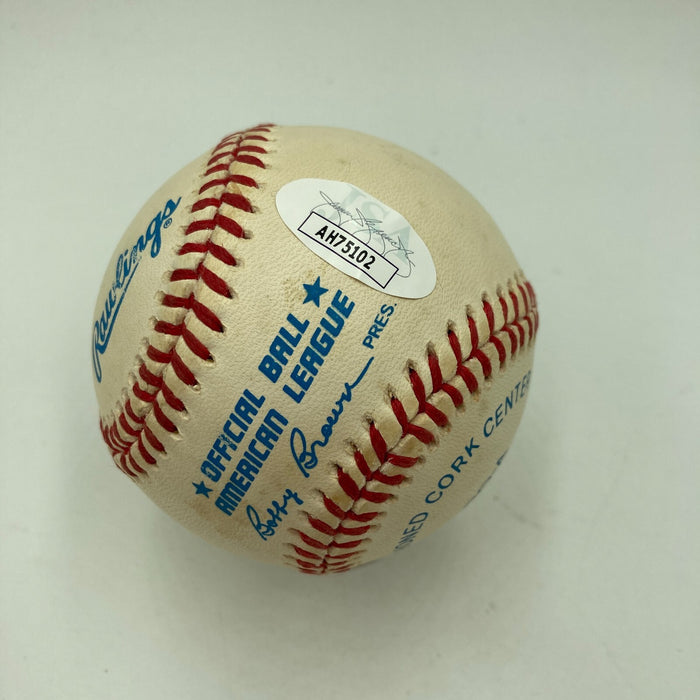 Rawlings®
JSA
AH75102
★ OFFICIAL BALL ★
AMERICAN LEAGUE
Bobby Brown PRES.
CORK CENTER